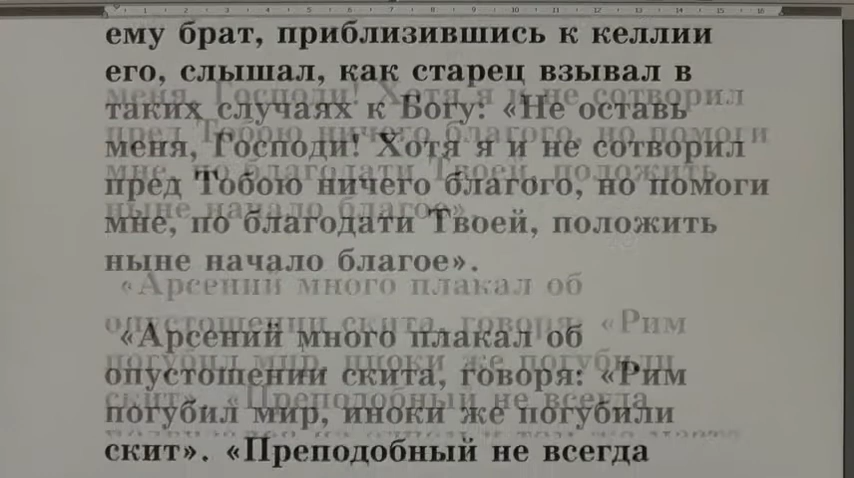 ему брат, приблизившись к келлии
его, слышал, как старец взывал в
таких случаях к Богу: «Не оставь
меня, Господи! Хотя я и не сотворил
пред Тобою ничего благого, но помоги
мне, по благодати Твоей, положить
ныне начало благое».
«Арсений много плакал об
опустошении скита, говоря: «Рим
погубил мир, иноки же погубили
скит». «Преподобный не всегда